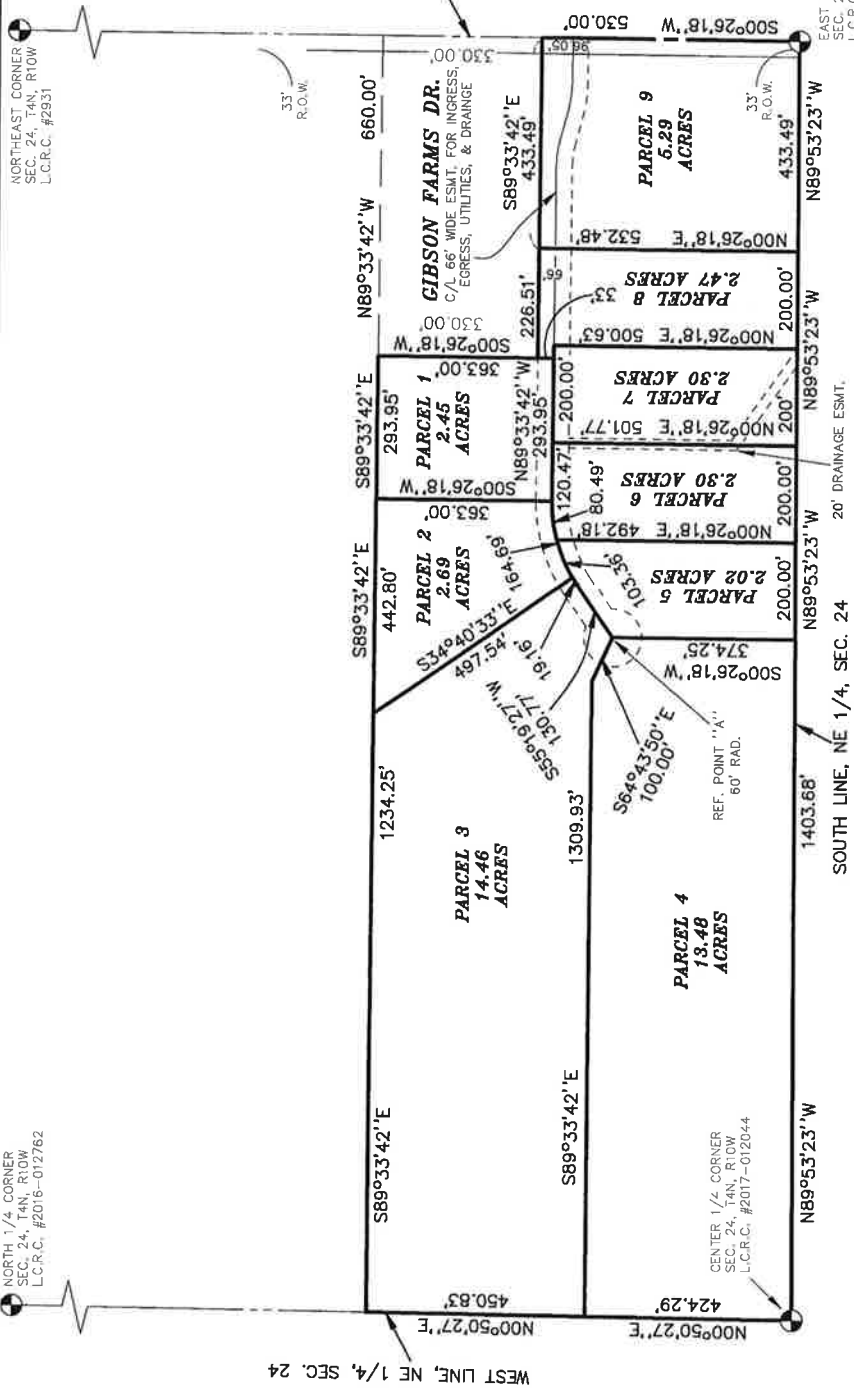 NORTH 1/4 CORNER
SEC. 24, T4N, R10W
L.C.R.C. #2016-012762
NORTHEAST CORNER
SEC. 24, T4N, R10W
L.C.R.C. #2931
33'
R.O.W.
N89°33'42"W
660.00'
330.00'
GIBSON FARMS DR.
C/L 66' WIDE ESMT. FOR INGRESS,
EGRESS, UTILITIES, & DRAINGE
S00°26'18"W
330.00'
S89°33'42"E
293.95'
PARCEL 1
2.45
ACRES
363.00'
N89°33'42"W
293.95'
S00°26'18"W
363.00'
S89°33'42"E
442.80'
PARCEL 2
2.69
ACRES
164.69'
S34°40'33"E
497.54'
19.16'
S55°19'27"W
130.77'
S64°43'50"E
100.00'
REF. POINT "A"
60' RAD.
S89°33'42"E
1234.25'
PARCEL 3
14.46
ACRES
S89°33'42"E
1309.93'
450.83'
N00°50'27"E
424.29'
N00°50'27"E
WEST LINE, NE 1/4, SEC. 24
PARCEL 4
13.48
ACRES
CENTER 1/4 CORNER
SEC. 24, T4N, R10W
L.C.R.C. #2017-012044
N89°53'23"W
1403.68'
SOUTH LINE, NE 1/4, SEC. 24
S00°26'18"W
374.25'
PARCEL 5
2.02 ACRES
103.36'
200.00'
N89°53'23"W
N00°26'18"E 492.18'
120.47'
80.49'
PARCEL 6
2.30 ACRES
200.00'
20' DRAINAGE ESMT.
N00°26'18"E 501.77'
200.00'
PARCEL 7
2.30 ACRES
200'
N89°53'23"W
N00°26'18"E 500.63'
226.51'
33'
66'
PARCEL 8
2.47 ACRES
200.00'
N00°26'18"E 532.48'
S89°33'42"E
433.49'
96.05'
PARCEL 9
5.29
ACRES
433.49'
N89°53'23"W
33'
R.O.W.
S00°26'18"W 530.00'
EAST
SEC. 2